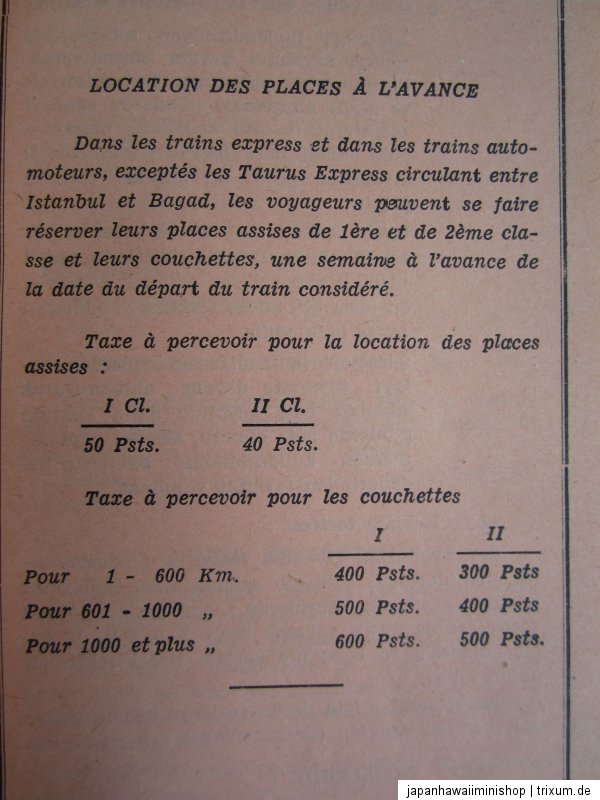 LOCATION DES PLACES À L'AVANCE
Dans les trains express et dans les trains auto-
moteurs, exceptés les Taurus Express circulant entre
Istanbul et Bagad, les voyageurs peuvent se faire
réserver leurs places assises de 1ère et de 2ème cla-
sse et leurs couchettes, une semaine à l'avance de
la date du départ du train considéré.
Taxe à percevoir pour la location des places
assises :
I Cl. II Cl.
50 Psts. 40 Psts.
Taxe à percevoir pour les couchettes
I II
Pour 1 - 600 Km. 400 Psts. 300 Psts
Pour 601 - 1000 „ 500 Psts. 400 Psts
Pour 1000 et plus „ 600 Psts. 500 Psts.
japanhawaiiminishop | trixum.de